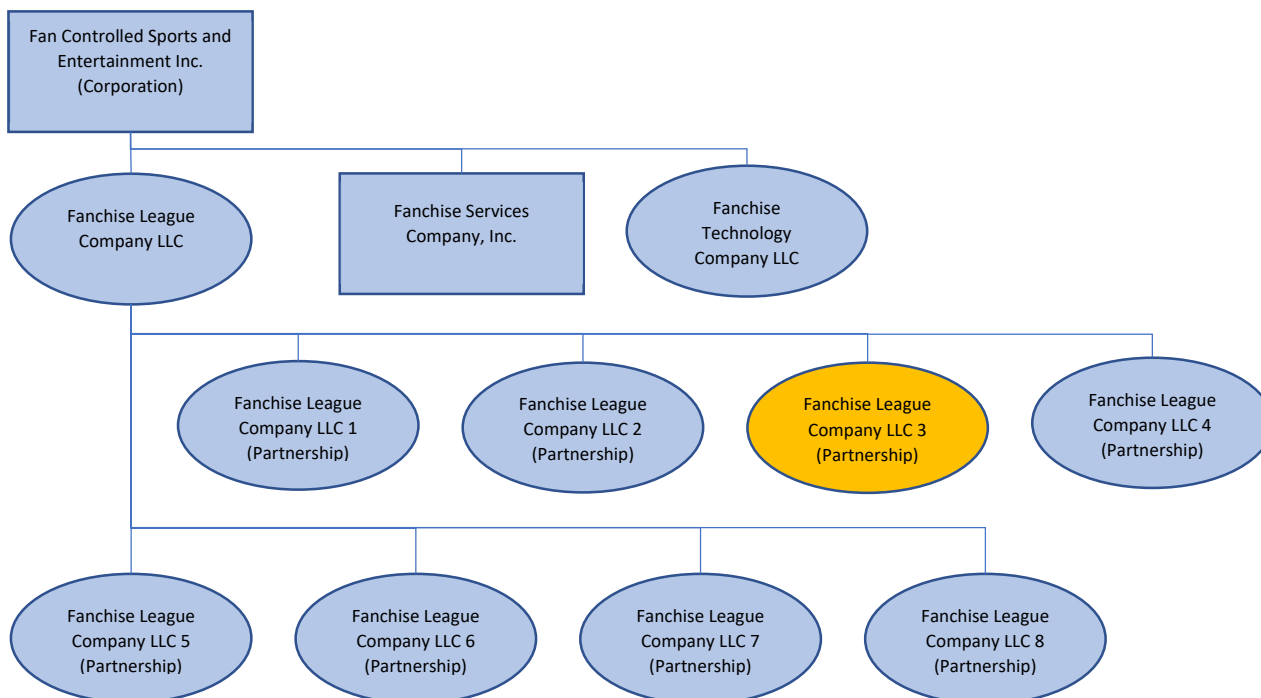 Fan Controlled Sports and
Entertainment Inc.
(Corporation)
Fanchise League
Company LLC
Fanchise Services
Company, Inc.
Fanchise
Technology
Company LLC
Fanchise League
Company LLC 1
(Partnership)
Fanchise League
Company LLC 2
(Partnership)
Fanchise League
Company LLC 3
(Partnership)
Fanchise League
Company LLC 4
(Partnership)
Fanchise League
Company LLC 5
(Partnership)
Fanchise League
Company LLC 6
(Partnership)
Fanchise League
Company LLC 7
(Partnership)
Fanchise League
Company LLC 8
(Partnership)